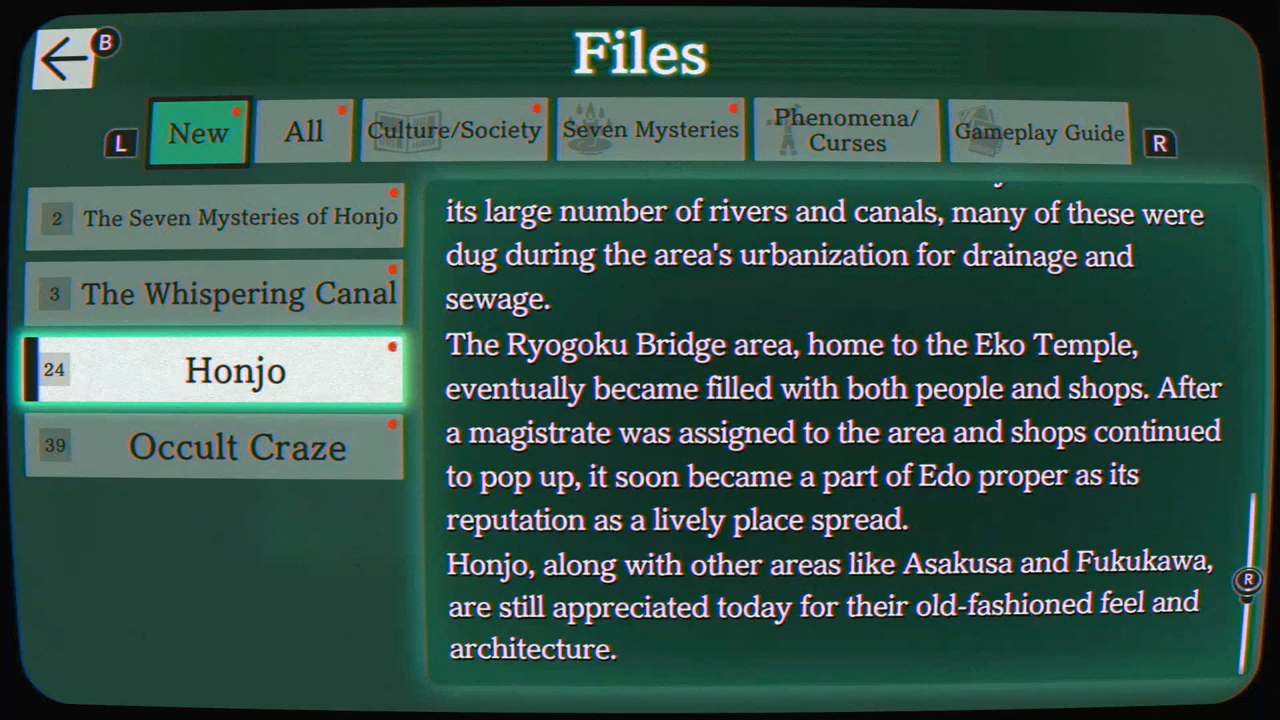 B
Files
L
New
All
Culture/Society
Seven Mysteries
Phenomena/
Curses
Gameplay Guide
R
2 The Seven Mysteries of Honjo
3 The Whispering Canal
24 Honjo
39 Occult Craze
its large number of rivers and canals, many of these were
dug during the area's urbanization for drainage and
sewage.
The Ryogoku Bridge area, home to the Eko Temple,
eventually became filled with both people and shops. After
a magistrate was assigned to the area and shops continued
to pop up, it soon became a part of Edo proper as its
reputation as a lively place spread.
Honjo, along with other areas like Asakusa and Fukukawa,
are still appreciated today for their old-fashioned feel and
architecture.
R